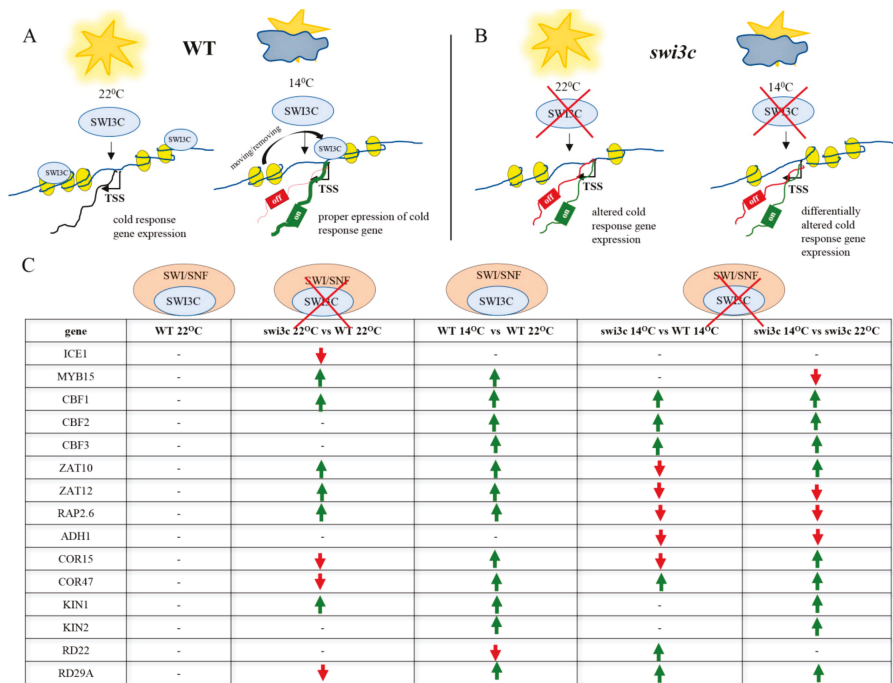 A
WT
22⁰C
SWI3C
SWI3C
SWI3C
TSS
cold response
gene expression
14⁰C
SWI3C
moving/removing
SWI3C
TSS
off
on
proper epression of cold
response gene
B
swi3c
22⁰C
SWI3C
TSS
off
on
altered cold
response gene
expression
14⁰C
SWI3C
TSS
off
on
differentially
altered cold
response gene
expression
C
SWI/SNF SWI/SNF SWI/SNF SWI/SNF
SWI3C SWI3C SWI3C SWI3C
gene WT 22⁰C swi3c 22⁰C vs WT 22⁰C WT 14⁰C vs WT 22⁰C swi3c 14⁰C vs WT 14⁰C swi3c 14⁰C vs swi3c 22⁰C
ICE1 - - - -
MYB15 - -
CBF1 -
CBF2 - -
CBF3 - -
ZAT10 -
ZAT12 -
RAP2.6 -
ADH1 - - -
COR15 -
COR47 -
KIN1 - -
KIN2 - - -
RD22 - - -
RD29A -